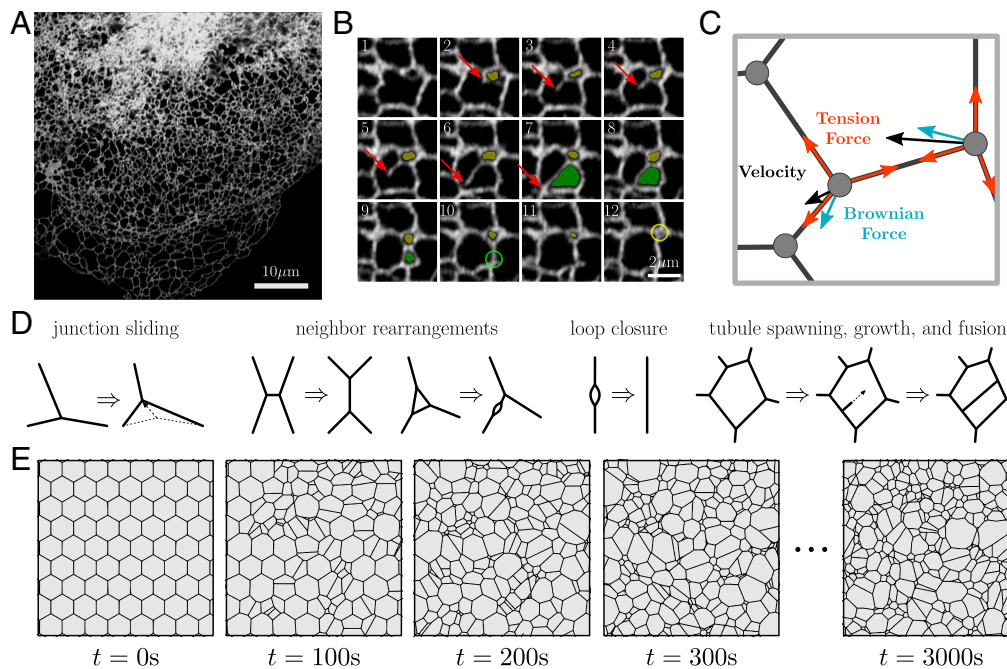 A
10μm
B
1
2
3
4
5
6
7
8
9
10
11
12
2μm
C
Tension
Force
Velocity
Brownian
Force
D
junction sliding
neighbor rearrangements
loop closure
tubule spawning, growth, and fusion
⇒
⇒
⇒
⇒
⇒
⇒
E
t = 0s
t = 100s
t = 200s
t = 300s
t = 3000s